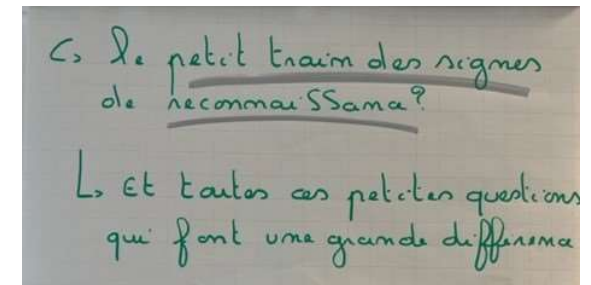 C, Le petit train des signes
de reconnaiSSance?
L, Et toutes ces petites questions
qui font une grande différence